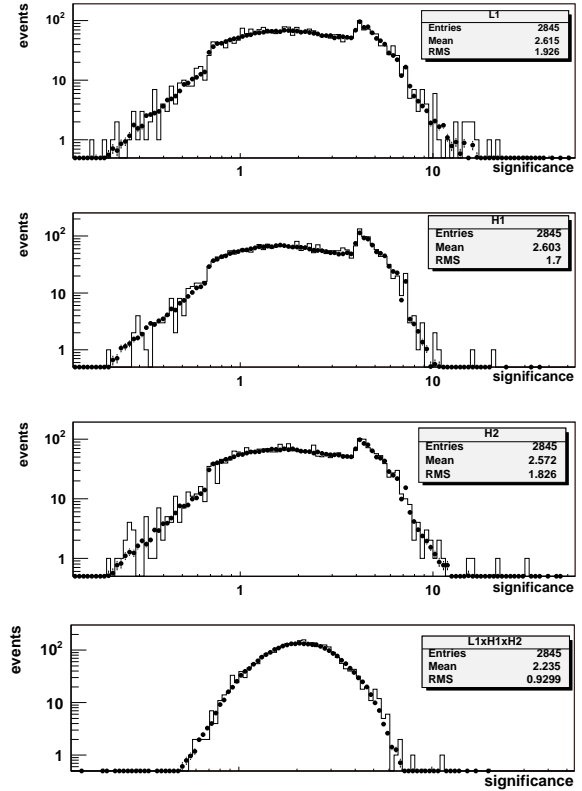 events
10²
10
1
1
10
significance
L1
Entries 2845
Mean 2.615
RMS 1.926
events
10²
10
1
1
10
significance
H1
Entries 2845
Mean 2.603
RMS 1.7
events
10²
10
1
1
10
significance
H2
Entries 2845
Mean 2.572
RMS 1.826
events
10²
10
1
1
10
significance
L1xH1xH2
Entries 2845
Mean 2.235
RMS 0.9299